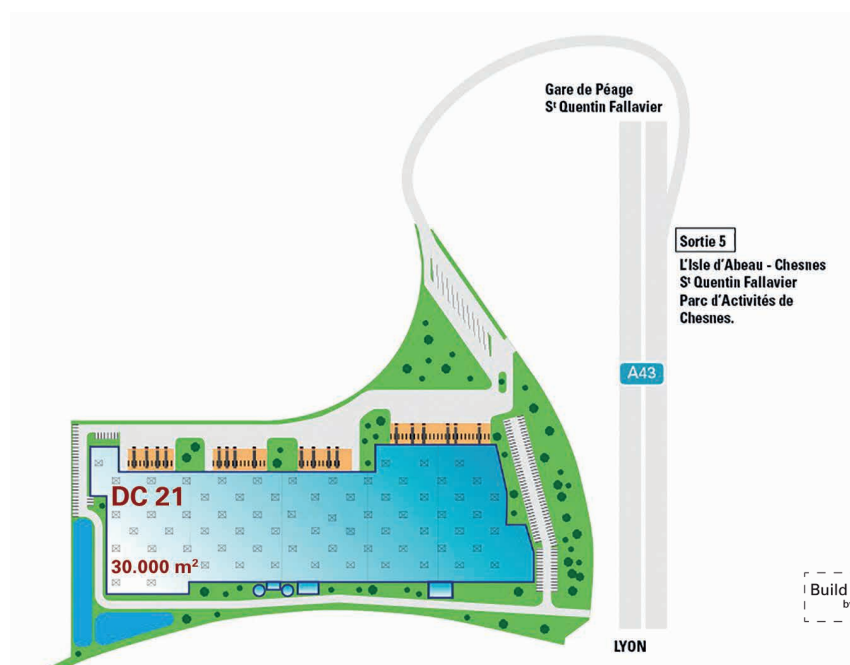 Gare de Péage
Sᵗ Quentin Fallavier
Sortie 5
L'Isle d'Abeau - Chesnes
Sᵗ Quentin Fallavier
Parc d'Activités de
Chesnes.
A43
DC 21
30.000 m²
Build
LYON